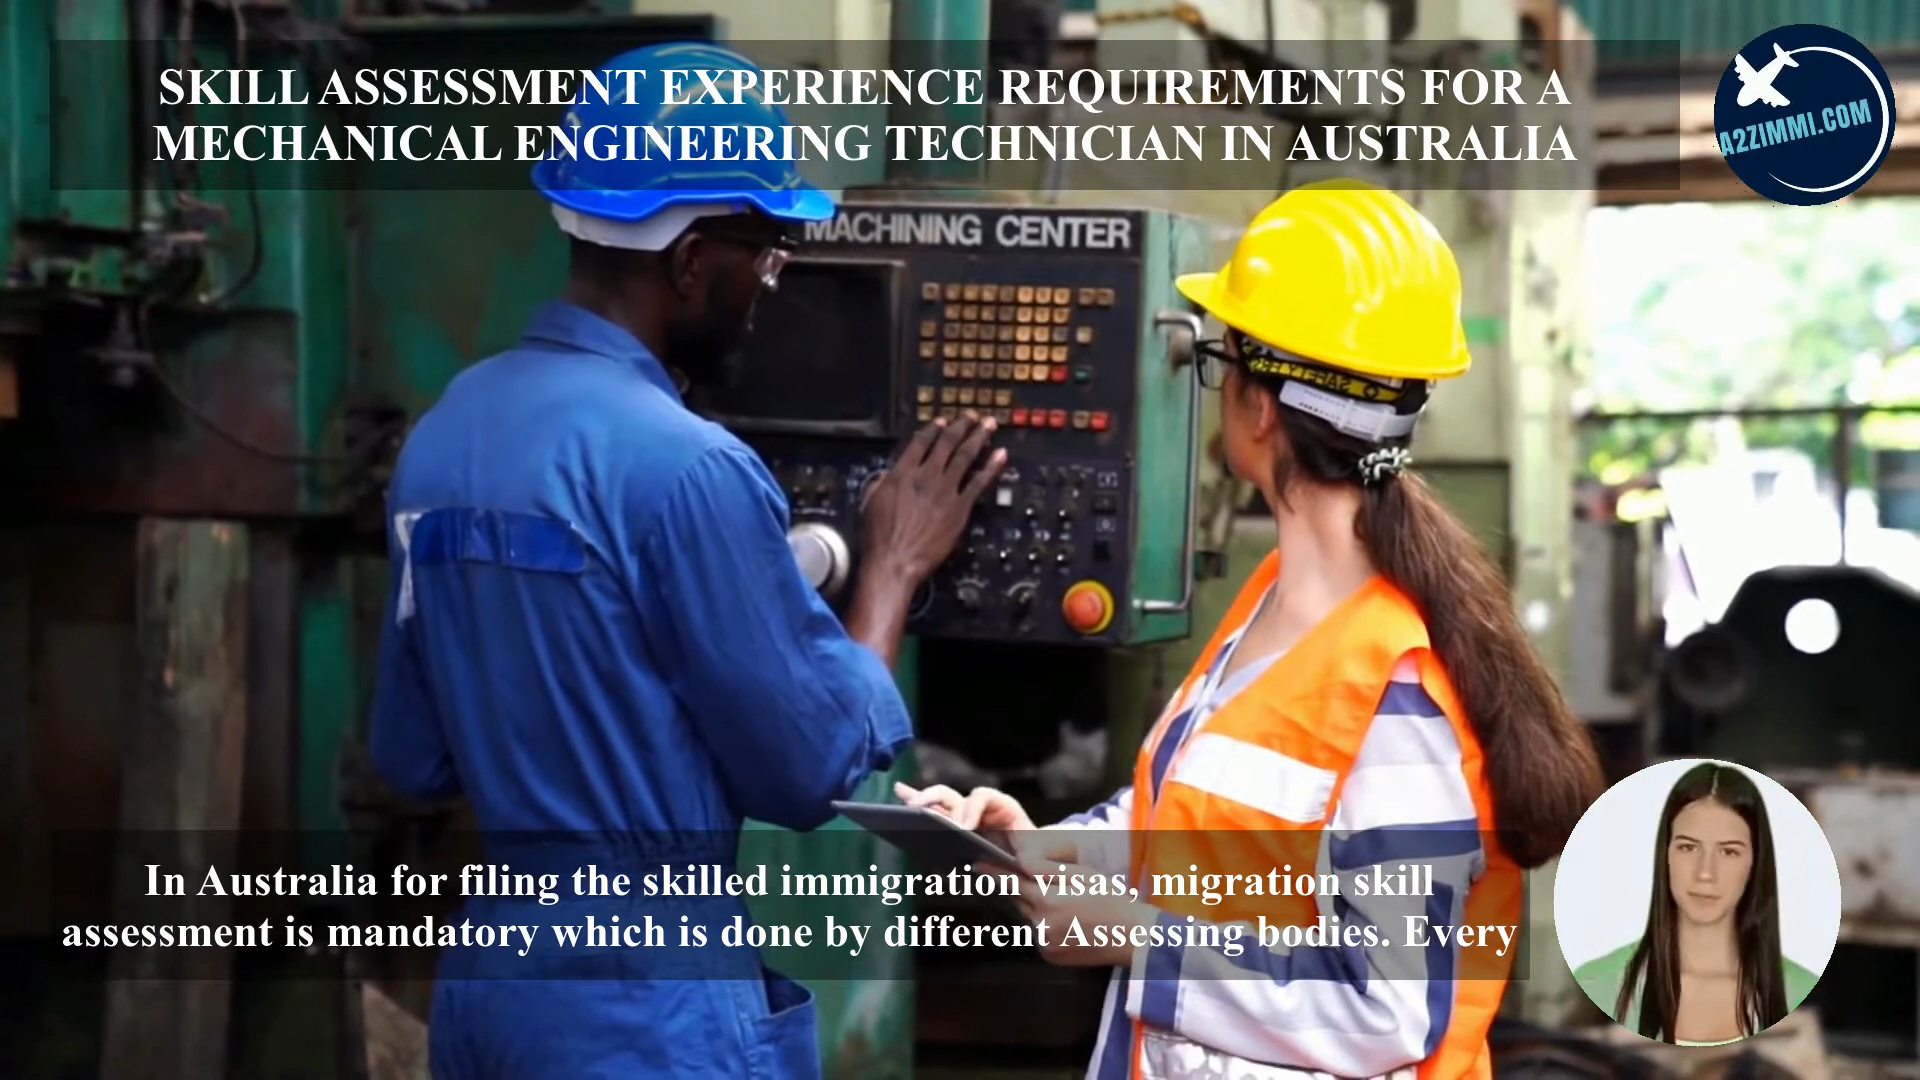 SKILL ASSESSMENT EXPERIENCE REQUIREMENTS FOR A
MECHANICAL ENGINEERING TECHNICIAN IN AUSTRALIA
A2ZIMMI.COM
MACHINING CENTER
In Australia for filing the skilled immigration visas, migration skill
assessment is mandatory which is done by different Assessing bodies. Every